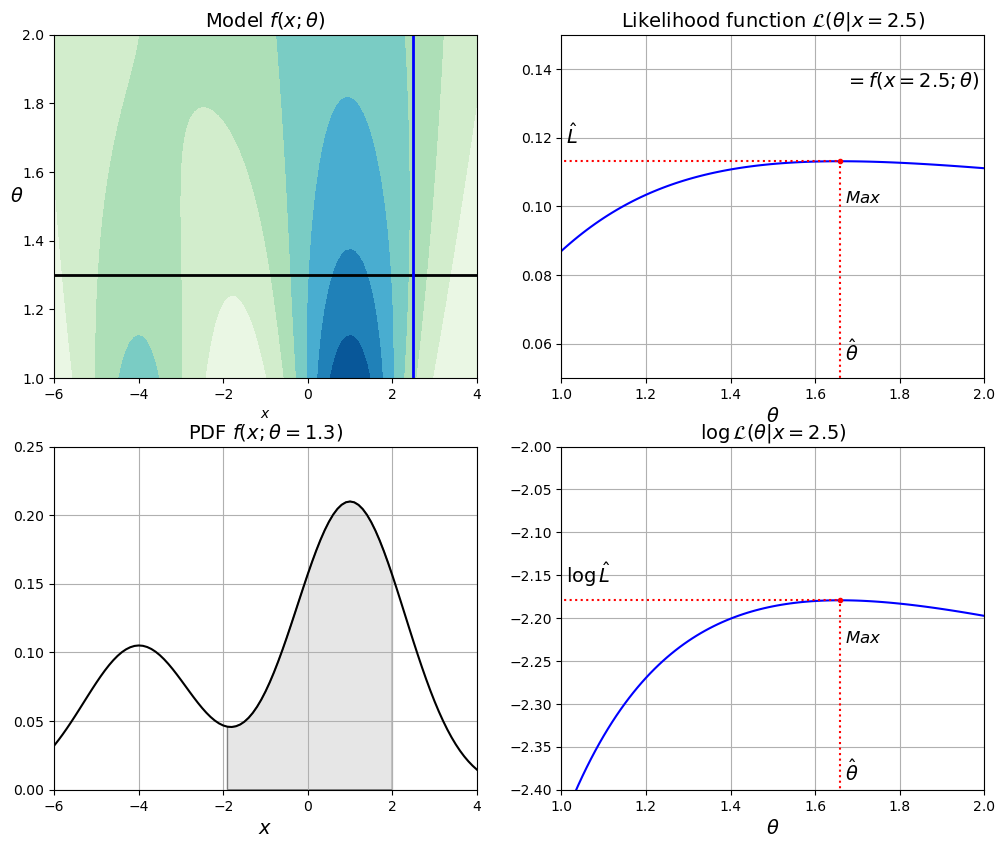 Model f(x; θ)
2.0
1.8
1.6
θ
1.4
1.2
1.0
−6 −4 −2 0 2 4
x
Likelihood function ℒ(θ|x = 2.5)
0.14
= f(x = 2.5; θ)
0.12
L̂
0.10
Max
0.08
0.06
θ̂
1.0 1.2 1.4 1.6 1.8 2.0
θ
PDF f(x; θ = 1.3)
0.25
0.20
0.15
0.10
0.05
0.00
−6 −4 −2 0 2 4
x
log ℒ(θ|x = 2.5)
−2.00
−2.05
−2.10
−2.15
log L̂
−2.20
Max
−2.25
−2.30
−2.35
θ̂
−2.40
1.0 1.2 1.4 1.6 1.8 2.0
θ